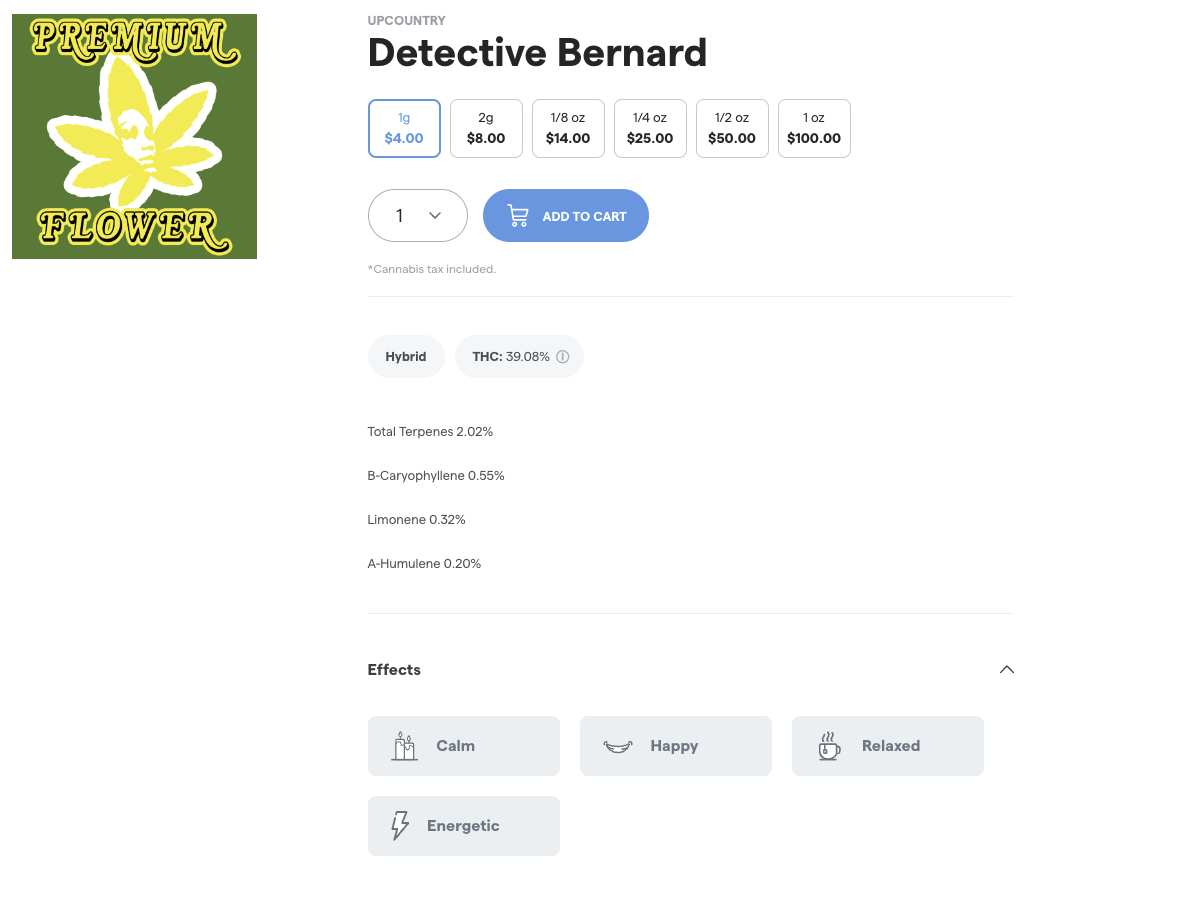 PREMIUM
FLOWER
UPCOUNTRY
Detective Bernard
1g 2g 1/8 oz 1/4 oz 1/2 oz 1 oz
$4.00 $8.00 $14.00 $25.00 $50.00 $100.00
1 ADD TO CART
*Cannabis tax included.
Hybrid THC: 39.08%
Total Terpenes 2.02%
B-Caryophyllene 0.55%
Limonene 0.32%
A-Humulene 0.20%
Effects
Calm Happy Relaxed
Energetic